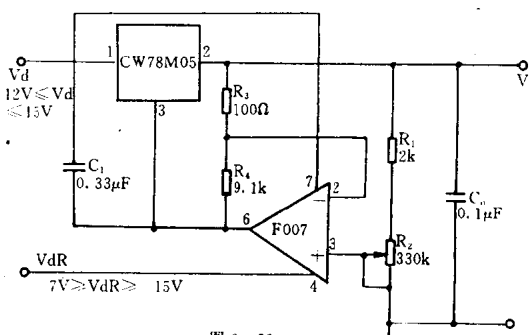 1
CW78M05
2
Vd
12V≤Vd
≤15V
3
R₃
100Ω
V
R₁
2k
C₁
0.33μF
R₄
9.1k
7
2
−
6
F007
+
3
4
R₂
330k
C₀
0.1μF
VdR
7V≥VdR≥ 15V